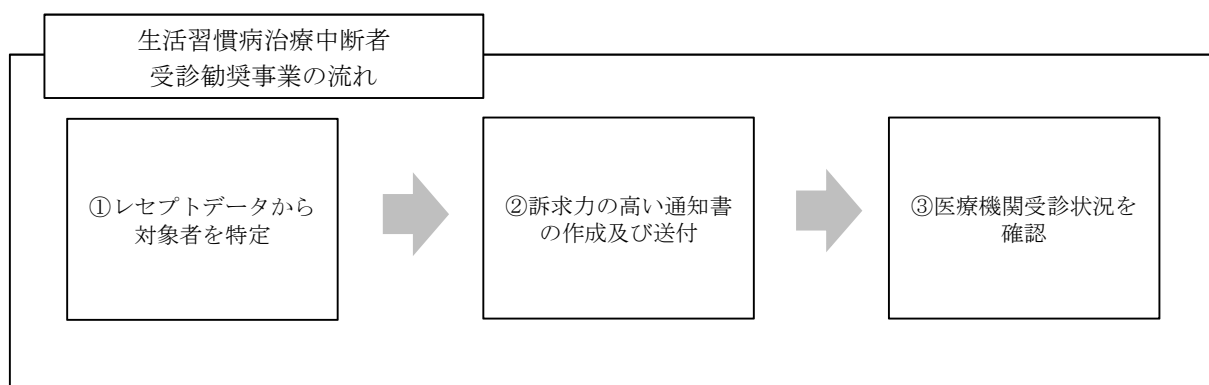 生活習慣病治療中断者
受診勧奨事業の流れ
①レセプトデータから
対象者を特定
②訴求力の高い通知書
の作成及び送付
③医療機関受診状況を
確認